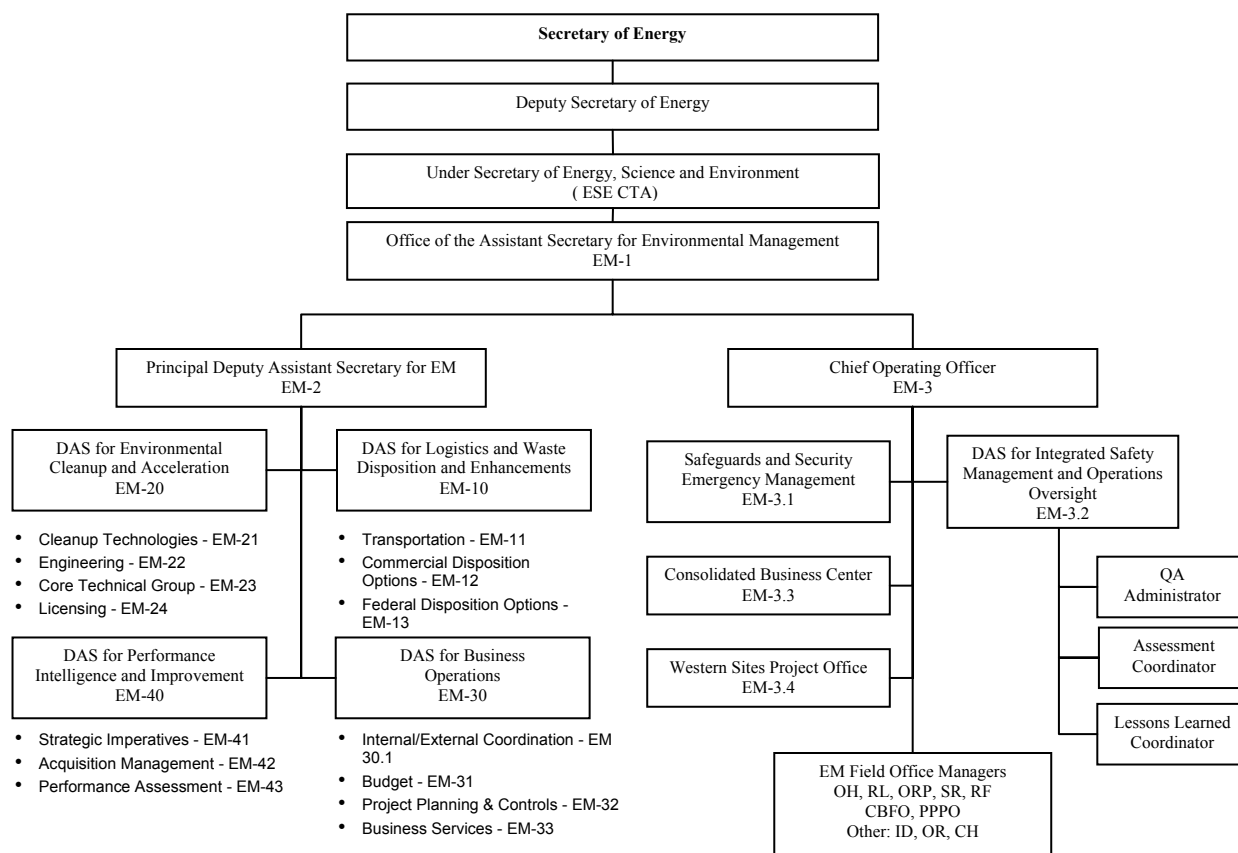 Secretary of Energy
Deputy Secretary of Energy
Under Secretary of Energy, Science and Environment
( ESE CTA)
Office of the Assistant Secretary for Environmental Management
EM-1
Principal Deputy Assistant Secretary for EM
EM-2
Chief Operating Officer
EM-3
DAS for Environmental
Cleanup and Acceleration
EM-20
• Cleanup Technologies - EM-21
• Engineering - EM-22
• Core Technical Group - EM-23
• Licensing - EM-24
DAS for Logistics and Waste
Disposition and Enhancements
EM-10
• Transportation - EM-11
• Commercial Disposition
Options - EM-12
• Federal Disposition Options -
EM-13
DAS for Performance
Intelligence and Improvement
EM-40
• Strategic Imperatives - EM-41
• Acquisition Management - EM-42
• Performance Assessment - EM-43
DAS for Business
Operations
EM-30
• Internal/External Coordination - EM
30.1
• Budget - EM-31
• Project Planning & Controls - EM-32
• Business Services - EM-33
Safeguards and Security
Emergency Management
EM-3.1
DAS for Integrated Safety
Management and Operations
Oversight
EM-3.2
Consolidated Business Center
EM-3.3
Western Sites Project Office
EM-3.4
QA
Administrator
Assessment
Coordinator
Lessons Learned
Coordinator
EM Field Office Managers
OH, RL, ORP, SR, RF
CBFO, PPPO
Other: ID, OR, CH